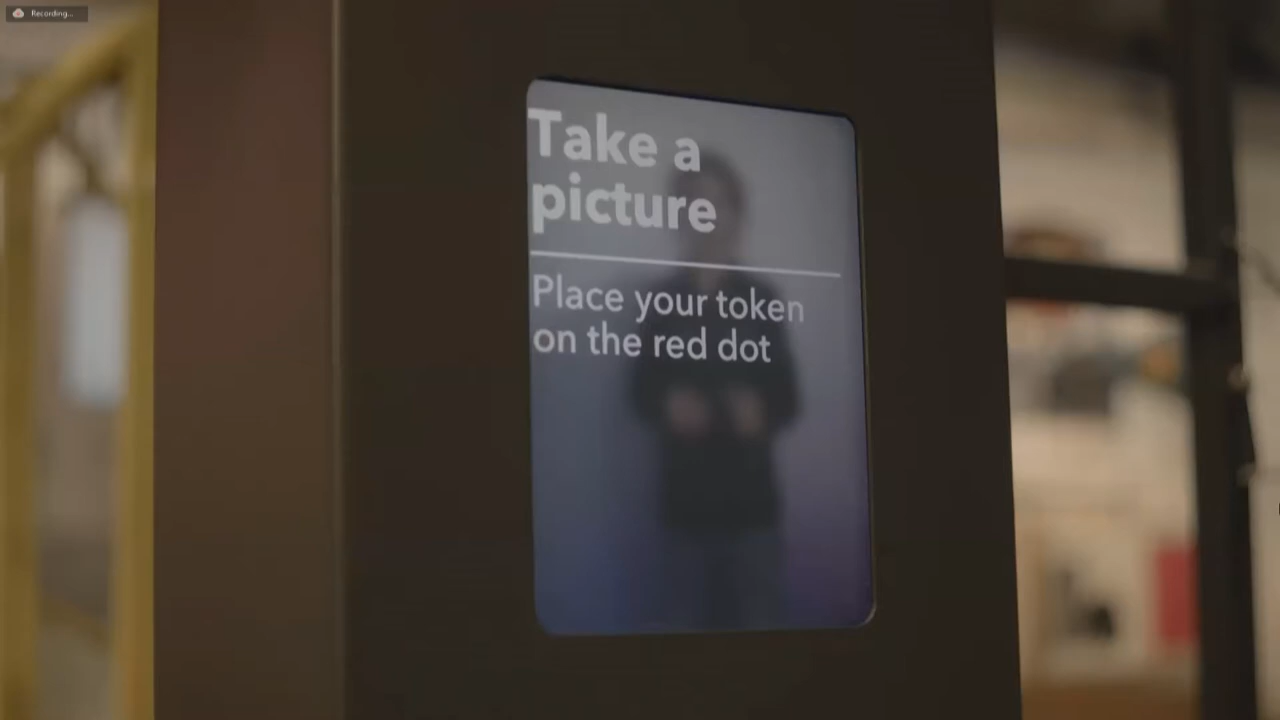 Recording...
Take a
picture
Place your token
on the red dot